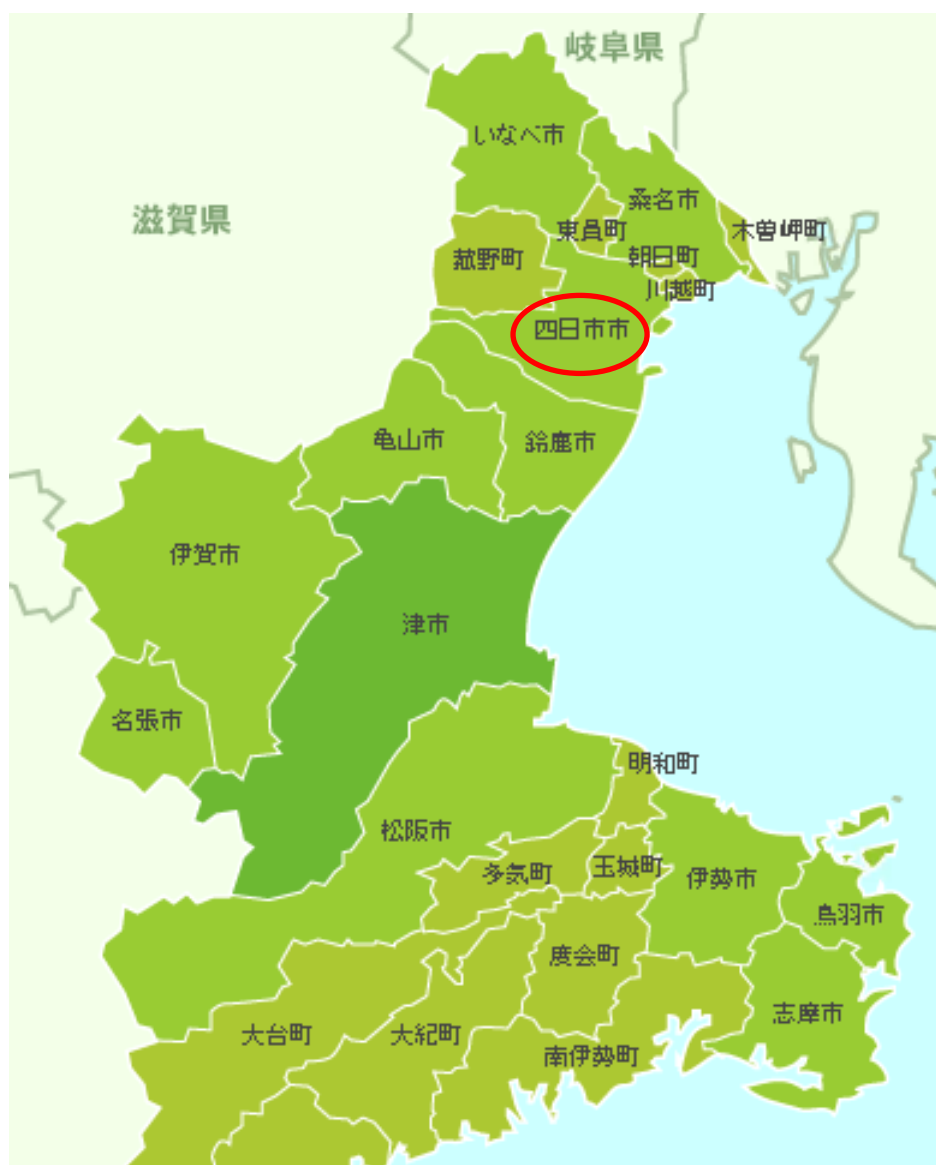 岐阜県
いなべ市
桑名市
滋賀県
東員町
木曽岬町
菰野町
朝日町
川越町
四日市市
亀山市
鈴鹿市
伊賀市
津市
名張市
明和町
松阪市
多気町
玉城町
伊勢市
鳥羽市
度会町
志摩市
大台町
大紀町
南伊勢町